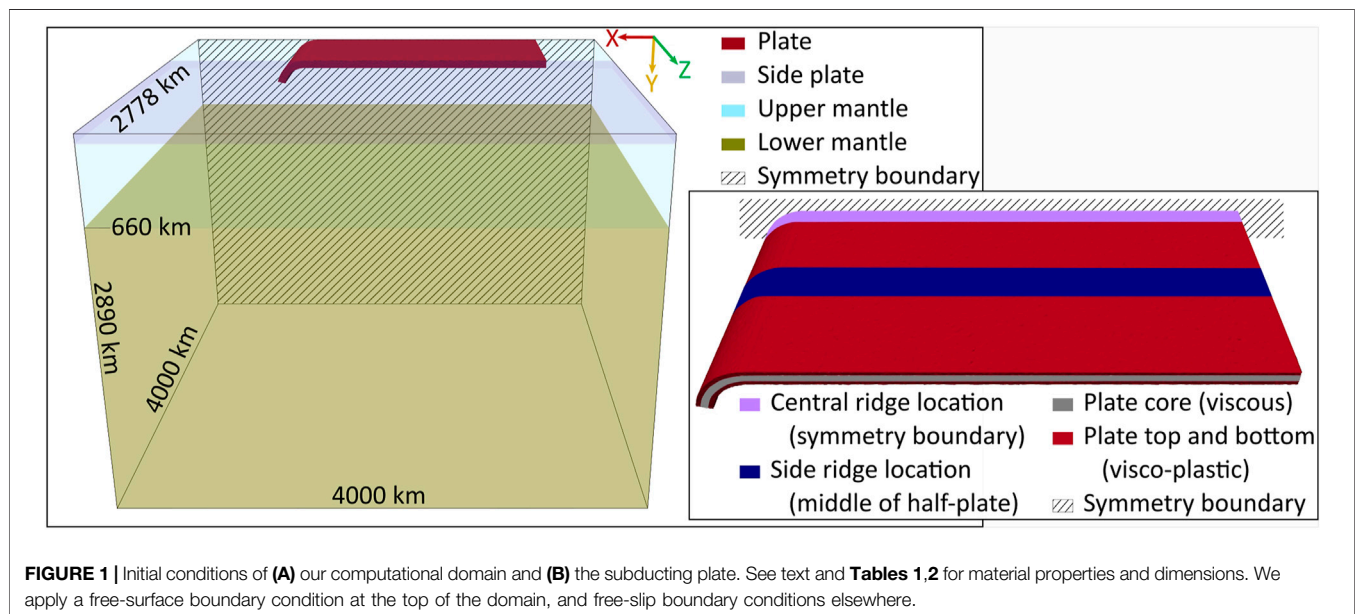 X
Y
Z
2778 km
660 km
2890 km
4000 km
4000 km
Plate
Side plate
Upper mantle
Lower mantle
Symmetry boundary
Central ridge location
(symmetry boundary)
Side ridge location
(middle of half-plate)
Plate core (viscous)
Plate top and bottom
(visco-plastic)
Symmetry boundary
FIGURE 1 | Initial conditions of (A) our computational domain and (B) the subducting plate. See text and Tables 1,2 for material properties and dimensions. We
apply a free-surface boundary condition at the top of the domain, and free-slip boundary conditions elsewhere.